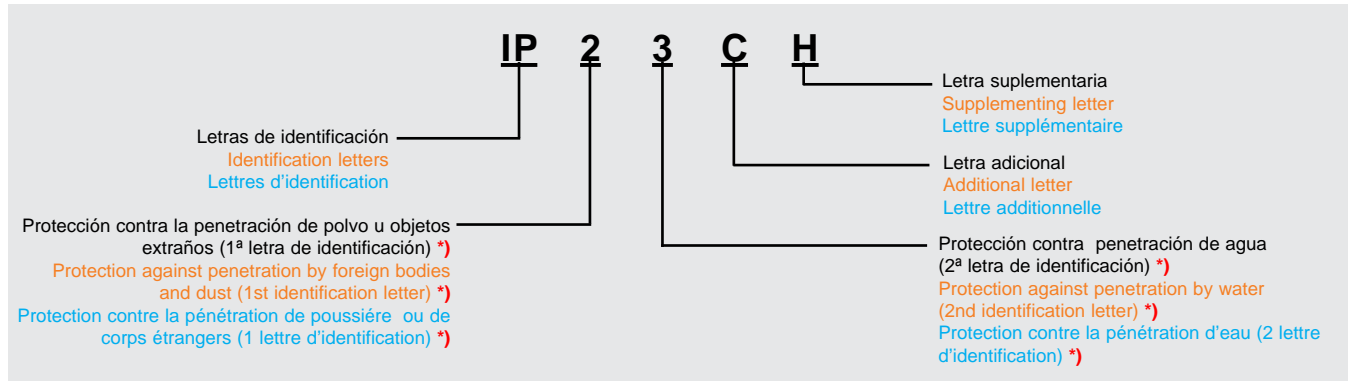 IP 2 3 C H
Letra suplementaria
Supplementing letter
Lettre supplémentaire
Letras de identificación
Identification letters
Lettres d'identification
Letra adicional
Additional letter
Lettre additionnelle
Protección contra la penetración de polvo u objetos
extraños (1ª letra de identificación) *)
Protection against penetration by foreign bodies
and dust (1st identification letter) *)
Protection contre la pénétration de poussiére ou de
corps étrangers (1 lettre d'identification) *)
Protección contra penetración de agua
(2ª letra de identificación) *)
Protection against penetration by water
(2nd identification letter) *)
Protection contre la pénétration d'eau (2 lettre
d'identification) *)